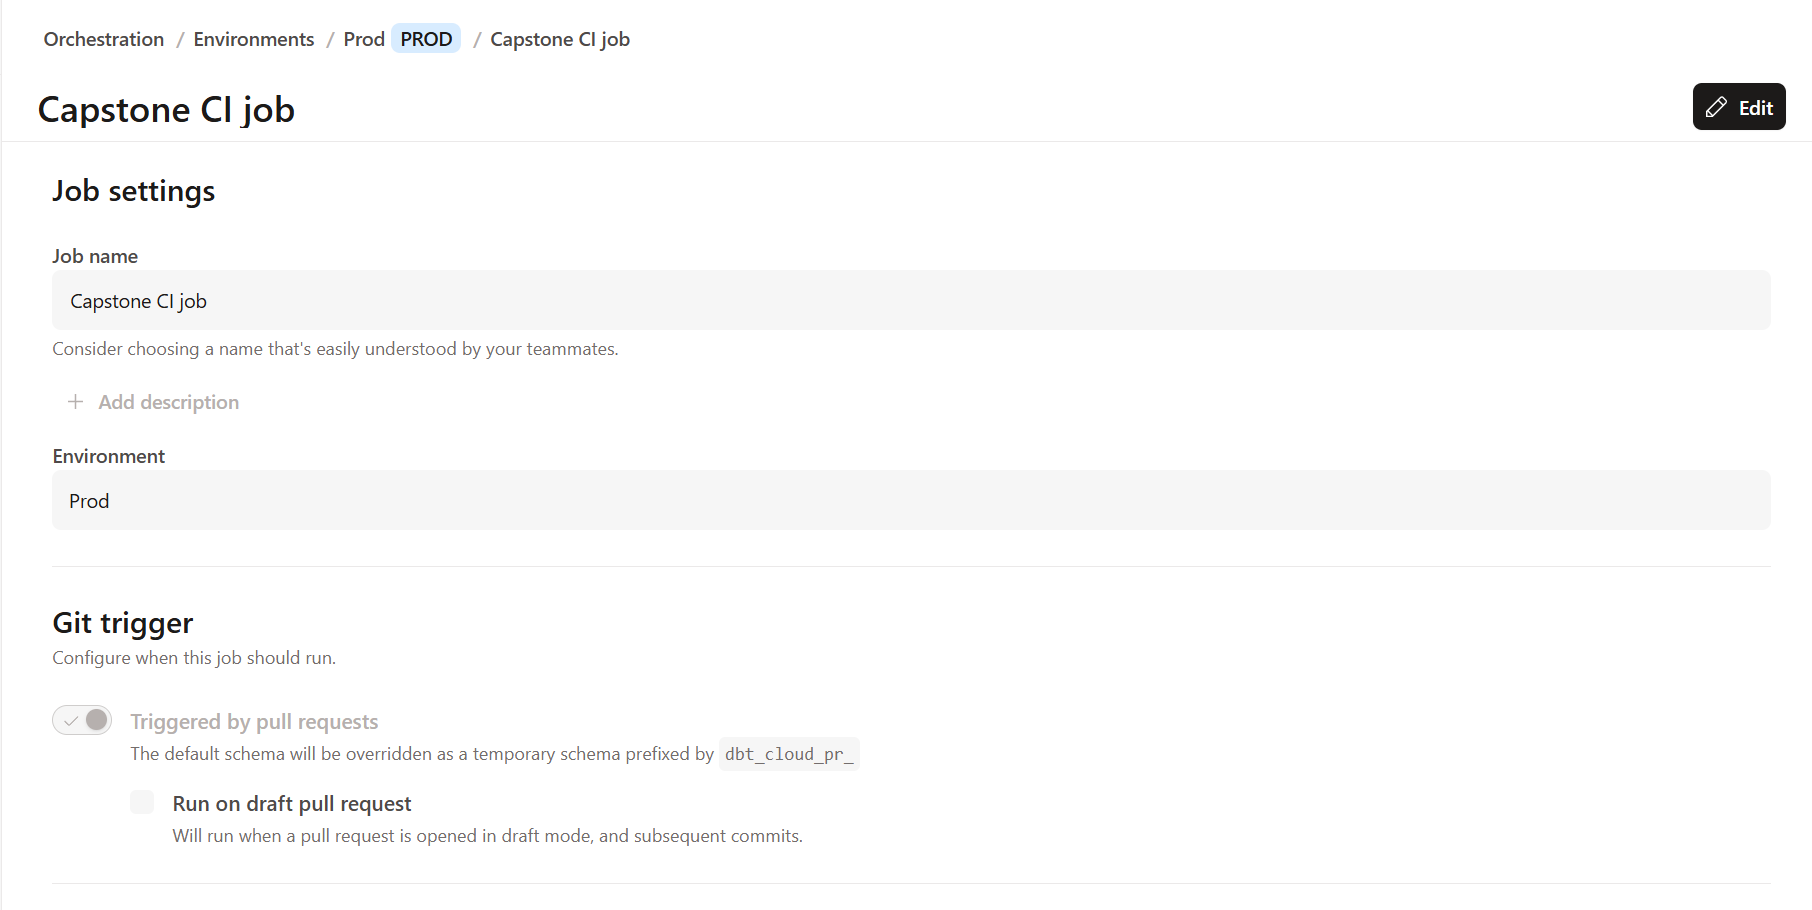 Orchestration / Environments / Prod PROD / Capstone CI job
Capstone CI job
Edit
Job settings
Job name
Capstone CI job
Consider choosing a name that's easily understood by your teammates.
+ Add description
Environment
Prod
Git trigger
Configure when this job should run.
Triggered by pull requests
The default schema will be overridden as a temporary schema prefixed by dbt_cloud_pr_
Run on draft pull request
Will run when a pull request is opened in draft mode, and subsequent commits.